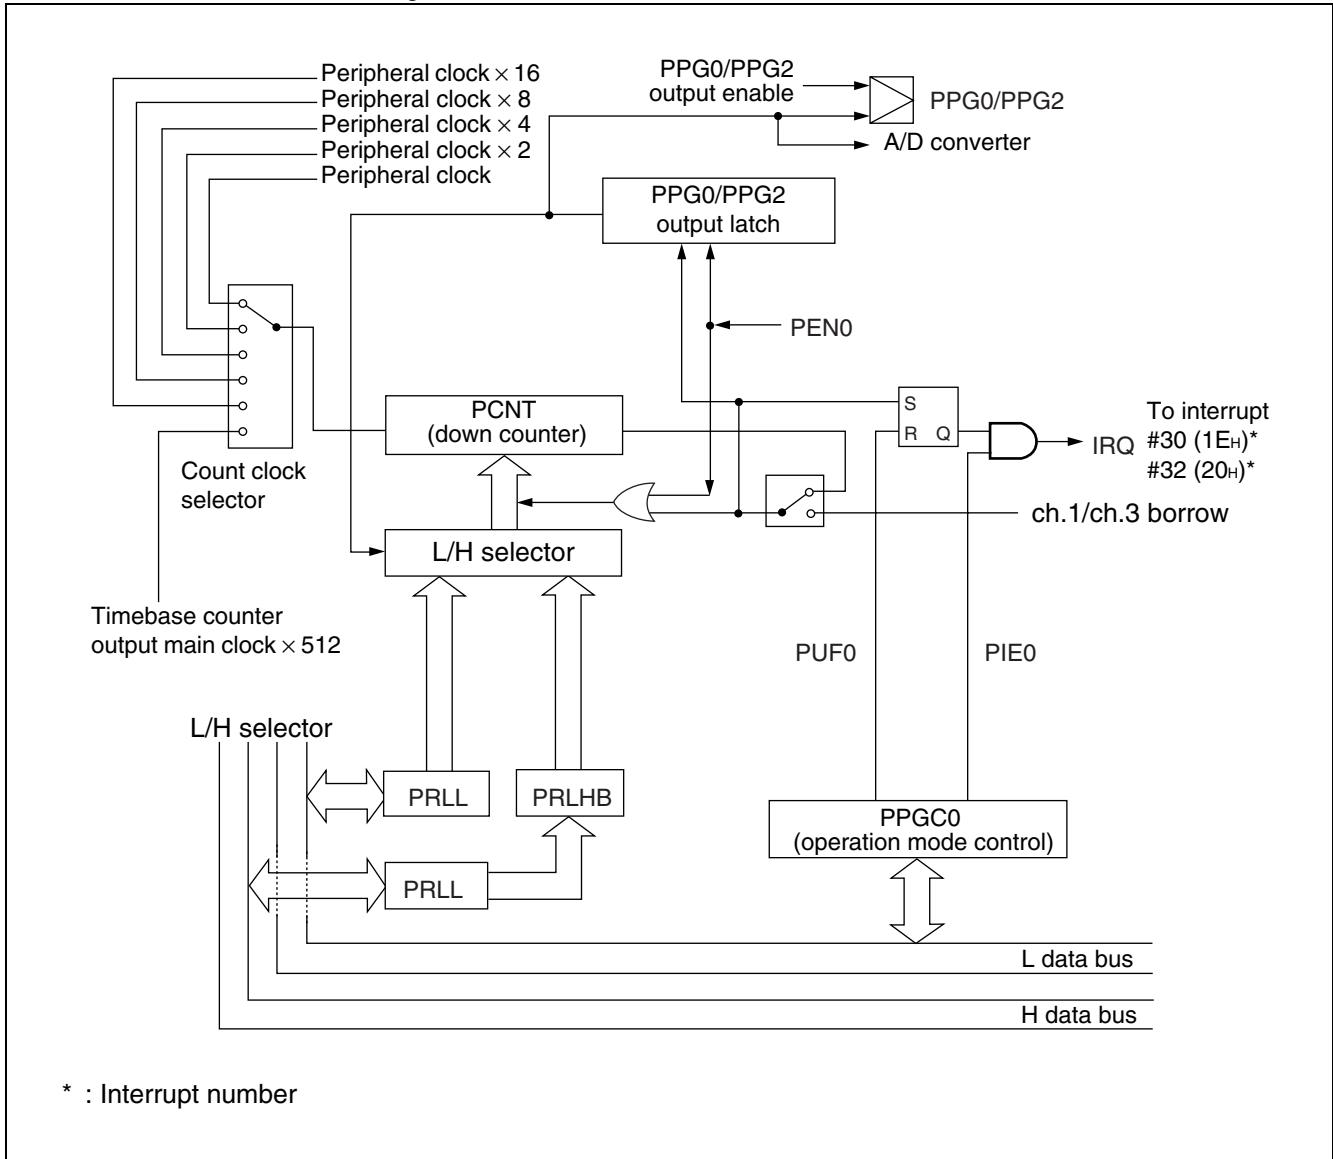 Peripheral clock × 16
Peripheral clock × 8
Peripheral clock × 4
Peripheral clock × 2
Peripheral clock
PPG0/PPG2
output enable
PPG0/PPG2
A/D converter
PPG0/PPG2
output latch
PEN0
PCNT
(down counter)
S
R Q
IRQ
To interrupt
#30 (1EH)*
#32 (20H)*
Count clock
selector
ch.1/ch.3 borrow
L/H selector
Timebase counter
output main clock × 512
PUF0
PIE0
L/H selector
PRLL
PRLHB
PPGC0
(operation mode control)
PRLL
L data bus
H data bus
* : Interrupt number